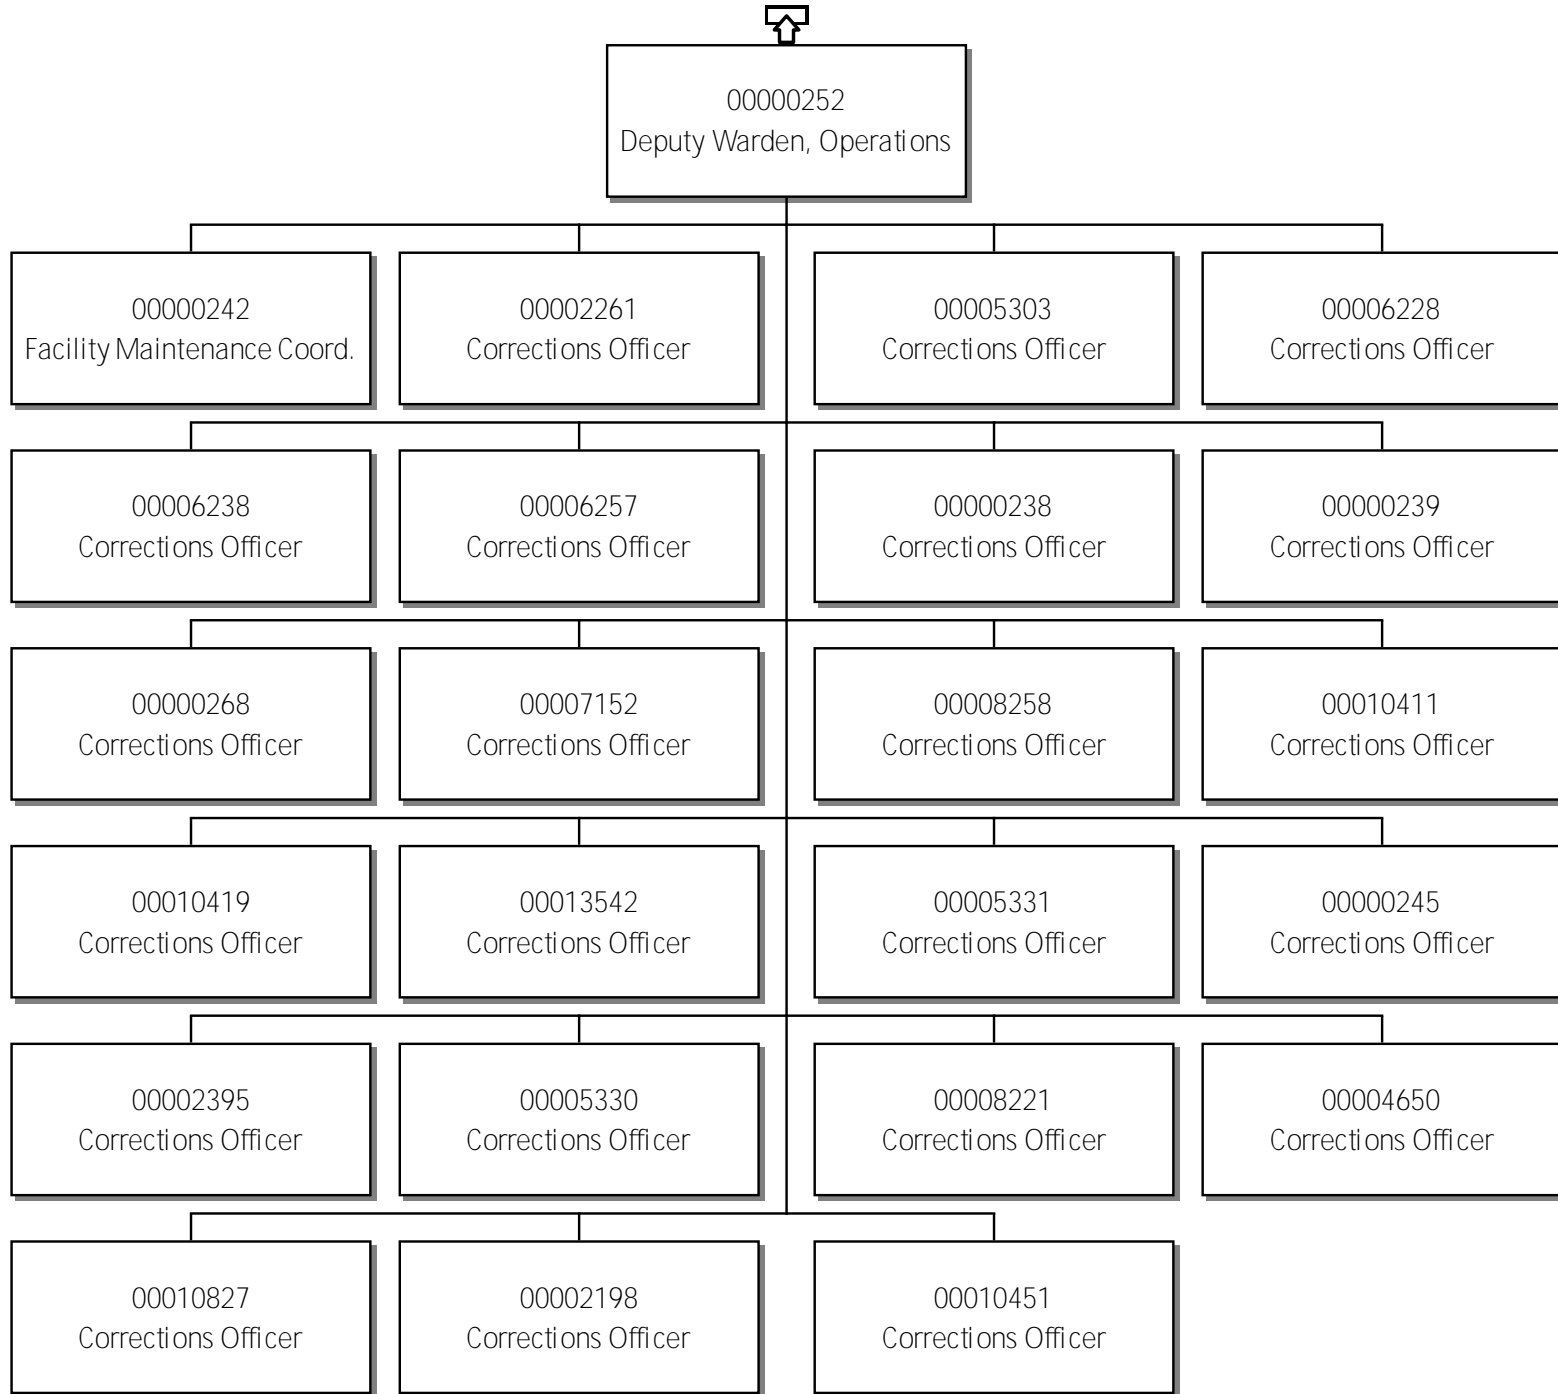 00000252
Deputy Warden, Operations
00000242
Facility Maintenance Coord.
00002261
Corrections Officer
00005303
Corrections Officer
00006228
Corrections Officer
00006238
Corrections Officer
00006257
Corrections Officer
00000238
Corrections Officer
00000239
Corrections Officer
00000268
Corrections Officer
00007152
Corrections Officer
00008258
Corrections Officer
00010411
Corrections Officer
00010419
Corrections Officer
00013542
Corrections Officer
00005331
Corrections Officer
00000245
Corrections Officer
00002395
Corrections Officer
00005330
Corrections Officer
00008221
Corrections Officer
00004650
Corrections Officer
00010827
Corrections Officer
00002198
Corrections Officer
00010451
Corrections Officer